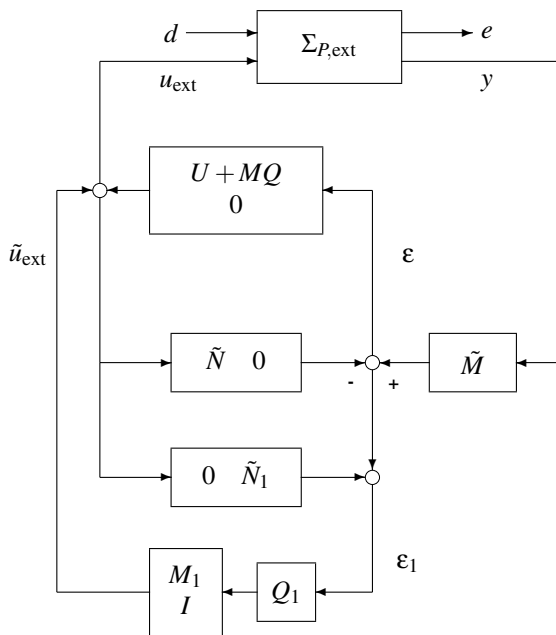 d
Σ_{P,ext}
e
u_{ext}
y
U + MQ
0
ũ_{ext}
ε
Ñ 0
M̃
- +
0 Ñ_1
ε_1
M_1
I
Q_1